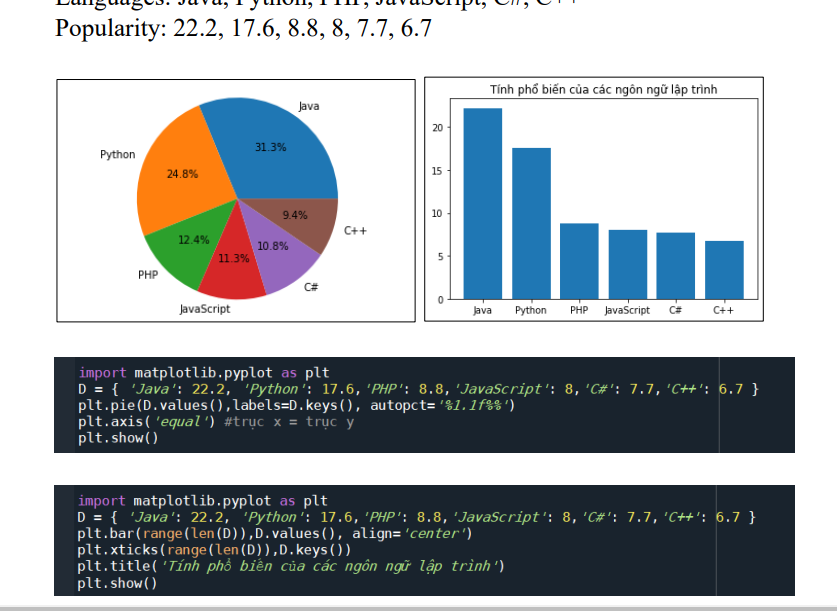 Languages: Java, Python, PHP, JavaScript, C#, C++
Popularity: 22.2, 17.6, 8.8, 8, 7.7, 6.7
Java
31.3%
Python
24.8%
9.4%
C++
12.4%
10.8%
11.3%
PHP
C#
JavaScript
Tính phổ biến của các ngôn ngữ lập trình
20
15
10
5
0
Java Python PHP JavaScript C# C++
import matplotlib.pyplot as plt
D = { 'Java': 22.2, 'Python': 17.6,'PHP': 8.8,'JavaScript': 8,'C#': 7.7,'C++': 6.7 }
plt.pie(D.values(),labels=D.keys(), autopct='%1.1f%%')
plt.axis('equal') #trục x = trục y
plt.show()
import matplotlib.pyplot as plt
D = { 'Java': 22.2, 'Python': 17.6,'PHP': 8.8,'JavaScript': 8,'C#': 7.7,'C++': 6.7 }
plt.bar(range(len(D)),D.values(), align='center')
plt.xticks(range(len(D)),D.keys())
plt.title('Tính phổ biến của các ngôn ngữ lập trình')
plt.show()